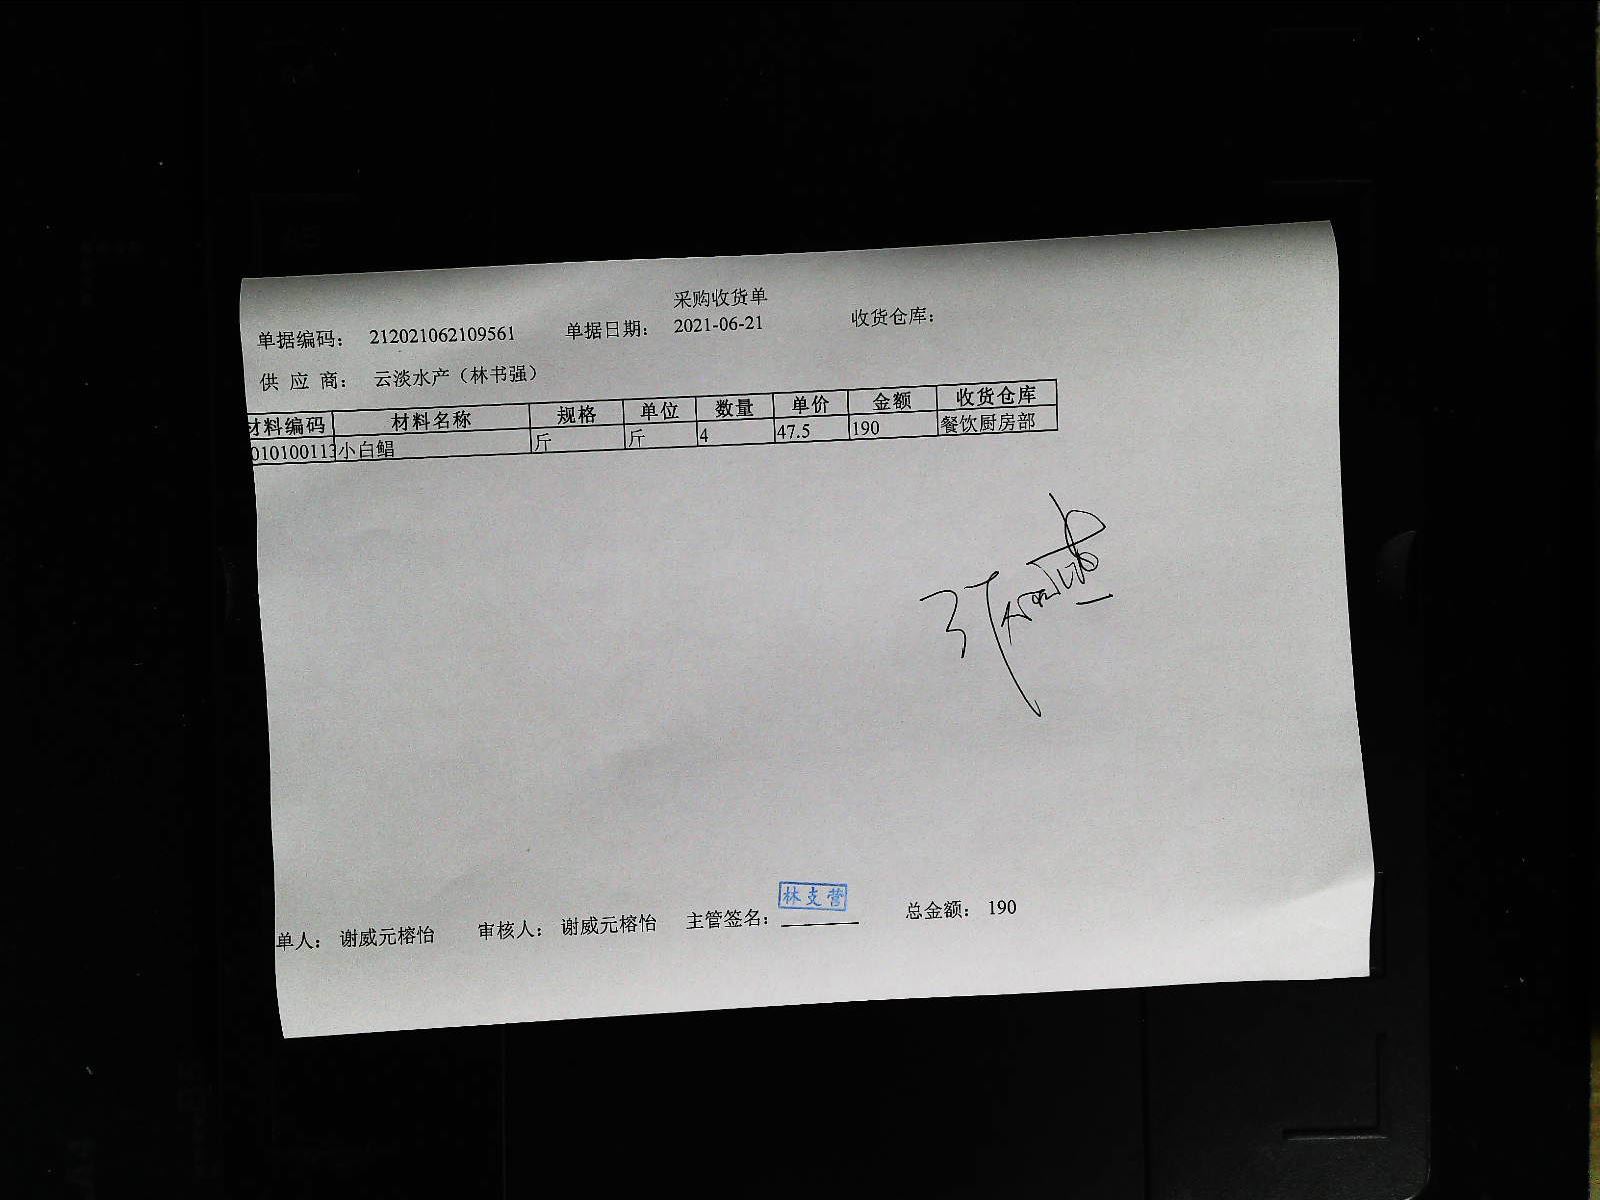 采购收货单
单据编码： 212021062109561 单据日期： 2021-06-21 收货仓库：
供 应 商： 云淡水产（林书强）
材料编码 材料名称 规格 单位 数量 单价 金额 收货仓库
010100113 小白鲳 斤 斤 4 47.5 190 餐饮厨房部
林支营
单人： 谢威元榕怡 审核人： 谢威元榕怡 主管签名： 总金额： 190